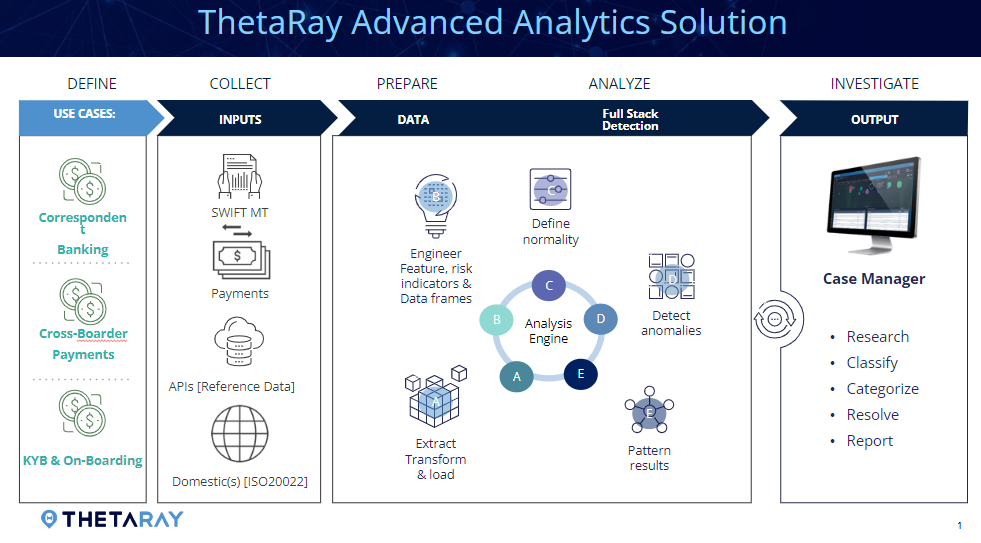 ThetaRay Advanced Analytics Solution
DEFINE
COLLECT
PREPARE
ANALYZE
INVESTIGATE
USE CASES:
INPUTS
DATA
Full Stack
Detection
OUTPUT
Corresponden
t
Banking
Cross-Boarder
Payments
KYB & On-Boarding
SWIFT MT
Payments
APIs [Reference Data]
Domestic(s) [ISO20022]
B
Engineer
Feature, risk
indicators &
Data frames
A
Extract
Transform
& load
C
Define
normality
Analysis
Engine
A
B
C
D
E
D
Detect
anomalies
E
Pattern
results
Case Manager
• Research
• Classify
• Categorize
• Resolve
• Report
THETARAY
1